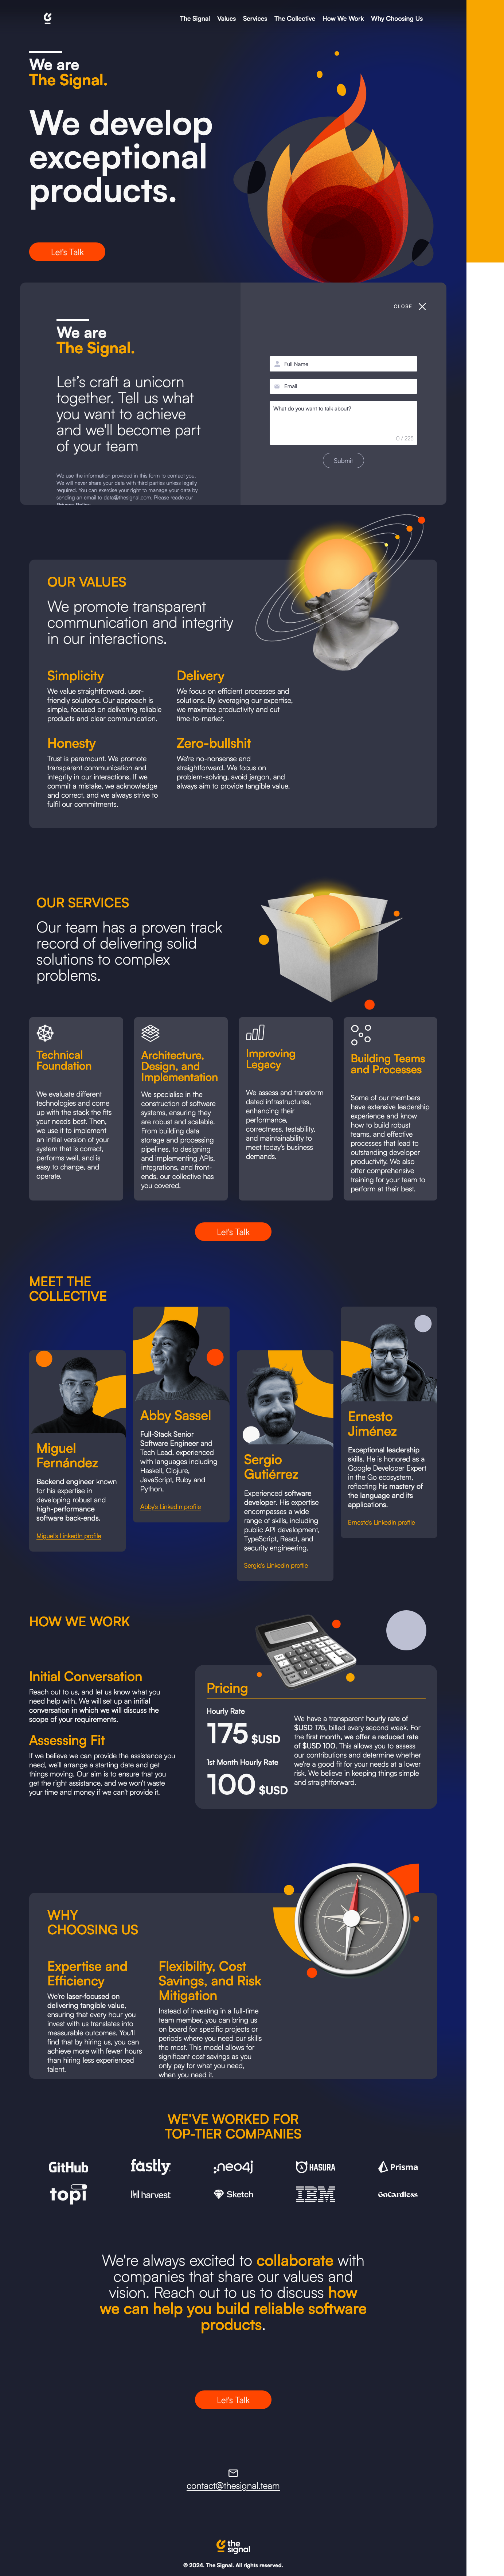 The Signal Values Services The Collective How We Work Why Choosing Us
We are
The Signal.
We develop
exceptional
products.
Let's Talk
We are
The Signal.
Let's craft a unicorn
together. Tell us what
you want to achieve
and we'll become part
of your team
We use the information provided in this form to contact you.
We will never share your data with third parties unless legally
required. You can exercise your right to manage your data by
sending an email to data@thesignal.com. Please reade our
CLOSE
Full Name
Email
What do you want to talk about?
0 / 225
Submit
OUR VALUES
We promote transparent
communication and integrity
in our interactions.
Simplicity
We value straightforward, user-
friendly solutions. Our approach is
simple, focused on delivering reliable
products and clear communication.
Delivery
We focus on efficient processes and
solutions. By leveraging our expertise,
we maximize productivity and cut
time-to-market.
Honesty
Trust is paramount. We promote
transparent communication and
integrity in our interactions. If we
commit a mistake, we acknowledge
and correct, and we always strive to
fulfil our commitments.
Zero-bullshit
We're no-nonsense and
straightforward. We focus on
problem-solving, avoid jargon, and
always aim to provide tangible value.
OUR SERVICES
Our team has a proven track
record of delivering solid
solutions to complex
problems.
Technical
Foundation
We evaluate different
technologies and come
up with the stack the fits
your needs best. Then,
we use it to implement
an initial version of your
system that is correct,
performs well, and is
easy to change, and
operate.
Architecture,
Design, and
Implementation
We specialise in the
construction of software
systems, ensuring they
are robust and scalable.
From building data
storage and processing
pipelines, to designing
and implementing APIs,
integrations, and front-
ends, our collective has
you covered.
Improving
Legacy
We assess and transform
dated infrastructures,
enhancing their
performance,
correctness, testability,
and maintainability to
meet today's business
demands.
Building Teams
and Processes
Some of our members
have extensive leadership
experience and know
how to build robust
teams, and effective
processes that lead to
outstanding developer
productivity. We also
offer comprehensive
training for your team to
perform at their best.
Let's Talk
MEET THE
COLLECTIVE
Miguel
Fernández
Backend engineer known
for his expertise in
developing robust and
high-performance
software back-ends.
Miguel's LinkedIn profile
Abby Sassel
Full-Stack Senior
Software Engineer and
Tech Lead, experienced
with languages including
Haskell, Clojure,
JavaScript, Ruby and
Python.
Abby's LinkedIn profile
Sergio
Gutiérrez
Experienced software
developer. His expertise
encompasses a wide
range of skills, including
public API development,
TypeScript, React, and
security engineering.
Sergio's LinkedIn profile
Ernesto
Jiménez
Exceptional leadership
skills. He is honored as a
Google Developer Expert
in the Go ecosystem,
reflecting his mastery of
the language and its
applications.
Ernesto's LinkedIn profile
HOW WE WORK
Initial Conversation
Reach out to us, and let us know what you
need help with. We will set up an initial
conversation in which we will discuss the
scope of your requirements.
Assessing Fit
If we believe we can provide the assistance you
need, we'll arrange a starting date and get
things moving. Our aim is to ensure that you
get the right assistance, and we won't waste
your time and money if we can't provide it.
Pricing
Hourly Rate
175 $USD
1st Month Hourly Rate
100 $USD
We have a transparent hourly rate of
$USD 175, billed every second week. For
the first month, we offer a reduced rate
of $USD 100. This allows you to assess
our contributions and determine whether
we're a good fit for your needs at a lower
risk. We believe in keeping things simple
and straightforward.
WHY
CHOOSING US
Expertise and
Efficiency
We're laser-focused on
delivering tangible value,
ensuring that every hour you
invest with us translates into
measurable outcomes. You'll
find that by hiring us, you can
achieve more with fewer hours
than hiring less experienced
talent.
Flexibility, Cost
Savings, and Risk
Mitigation
Instead of investing in a full-time
team member, you can bring us
on board for specific projects or
periods where you need our skills
the most. This model allows for
significant cost savings as you
only pay for what you need,
when you need it.
WE'VE WORKED FOR
TOP-TIER COMPANIES
GitHub fastly neo4j HASURA Prisma
topi harvest Sketch IBM GoCardless
We're always excited to collaborate with
companies that share our values and
vision. Reach out to us to discuss how
we can help you build reliable software
products.
Let's Talk
contact@thesignal.team
the
signal
© 2024. The Signal. All rights reserved.